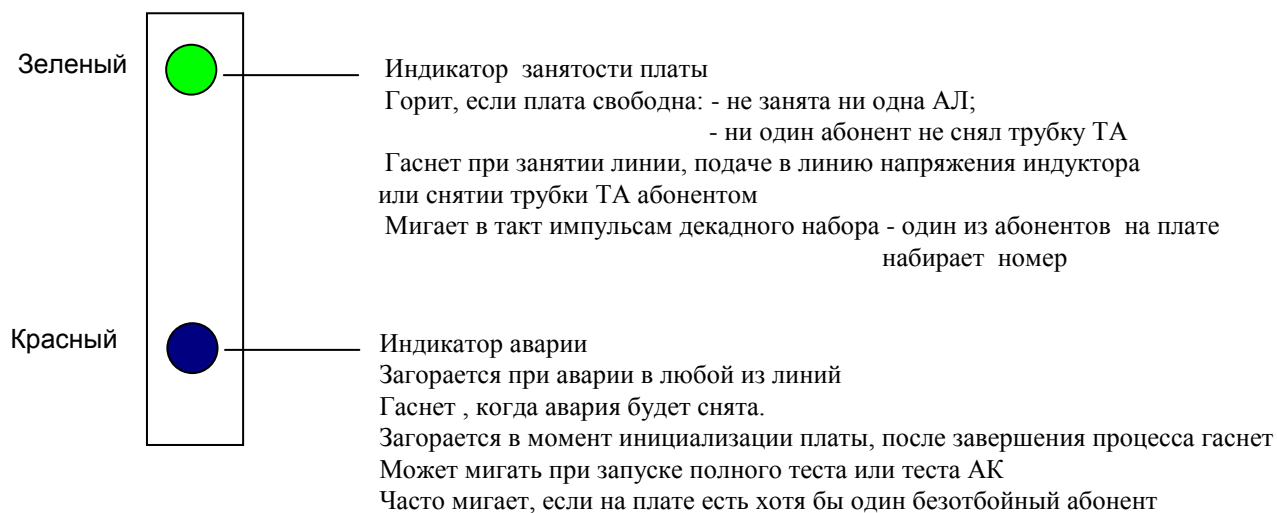 Зеленый
Индикатор занятости платы
Горит, если плата свободна: - не занята ни одна АЛ;
- ни один абонент не снял трубку ТА
Гаснет при занятии линии, подаче в линию напряжения индуктора
или снятии трубки ТА абонентом
Мигает в такт импульсам декадного набора - один из абонентов на плате
набирает номер
Красный
Индикатор аварии
Загорается при аварии в любой из линий
Гаснет , когда авария будет снята.
Загорается в момент инициализации платы, после завершения процесса гаснет
Может мигать при запуске полного теста или теста АК
Часто мигает, если на плате есть хотя бы один безотбойный абонент